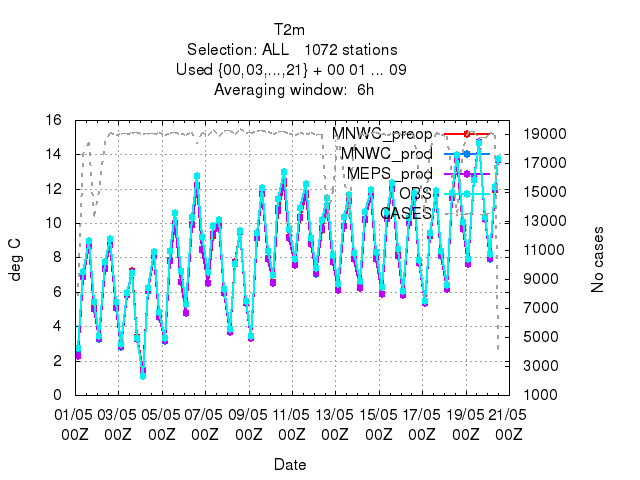 T2m
Selection: ALL 1072 stations
Used {00,03,...,21} + 00 01 ... 09
Averaging window: 6h
16
14
12
10
8
6
4
2
0
deg C
MNWC_preop
MNWC_prod
MEPS_prod
OBS
CASES
19000
17000
15000
13000
11000
9000
7000
5000
3000
1000
No cases
01/05 03/05 05/05 07/05 09/05 11/05 13/05 15/05 17/05 19/05 21/05
00Z 00Z 00Z 00Z 00Z 00Z 00Z 00Z 00Z 00Z 00Z
Date